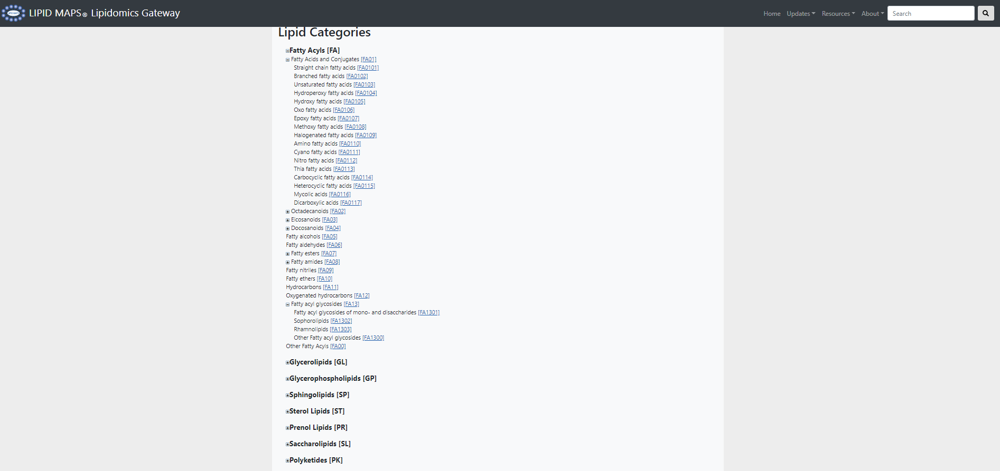 LIPID MAPS
LIPID MAPS® Lipidomics Gateway
Home Updates Resources About Search
Lipid Categories
Fatty Acyls [FA]
Fatty Acids and Conjugates [FA01]
Straight chain fatty acids [FA0101]
Branched fatty acids [FA0102]
Unsaturated fatty acids [FA0103]
Hydroperoxy fatty acids [FA0104]
Hydroxy fatty acids [FA0105]
Oxo fatty acids [FA0106]
Epoxy fatty acids [FA0107]
Methoxy fatty acids [FA0108]
Halogenated fatty acids [FA0109]
Amino fatty acids [FA0110]
Cyano fatty acids [FA0111]
Nitro fatty acids [FA0112]
Thia fatty acids [FA0113]
Carbocyclic fatty acids [FA0114]
Heterocyclic fatty acids [FA0115]
Mycolic acids [FA0116]
Dicarboxylic acids [FA0117]
Octadecanoids [FA02]
Eicosanoids [FA03]
Docosanoids [FA04]
Fatty alcohols [FA05]
Fatty aldehydes [FA06]
Fatty esters [FA07]
Fatty amides [FA08]
Fatty nitriles [FA09]
Fatty ethers [FA10]
Hydrocarbons [FA11]
Oxygenated hydrocarbons [FA12]
Fatty acyl glycosides [FA13]
Fatty acyl glycosides of mono- and disaccharides [FA1301]
Sophorolipids [FA1302]
Rhamnolipids [FA1303]
Other Fatty acyl glycosides [FA1300]
Other Fatty Acyls [FA00]
Glycerolipids [GL]
Glycerophospholipids [GP]
Sphingolipids [SP]
Sterol Lipids [ST]
Prenol Lipids [PR]
Saccharolipids [SL]
Polyketides [PK]